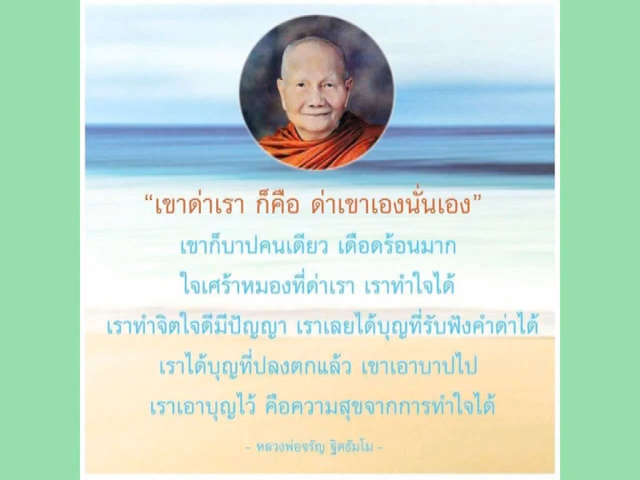 “เขาด่าเรา ก็คือ ด่าเขาเองนั่นเอง”
เขาก็บาปคนเดียว เดือดร้อนมาก
ใจเศร้าหมองที่ด่าเรา เราทำใจได้
เราทำจิตใจดีมีปัญญา เราเลยได้บุญที่รับฟังคำด่าได้
เราได้บุญที่ปลงตกแล้ว เขาเอาบาปไป
เราเอาบุญไว้ คือความสุขจากการทำใจได้
- หลวงพ่อจรัญ ฐิตธัมโม -